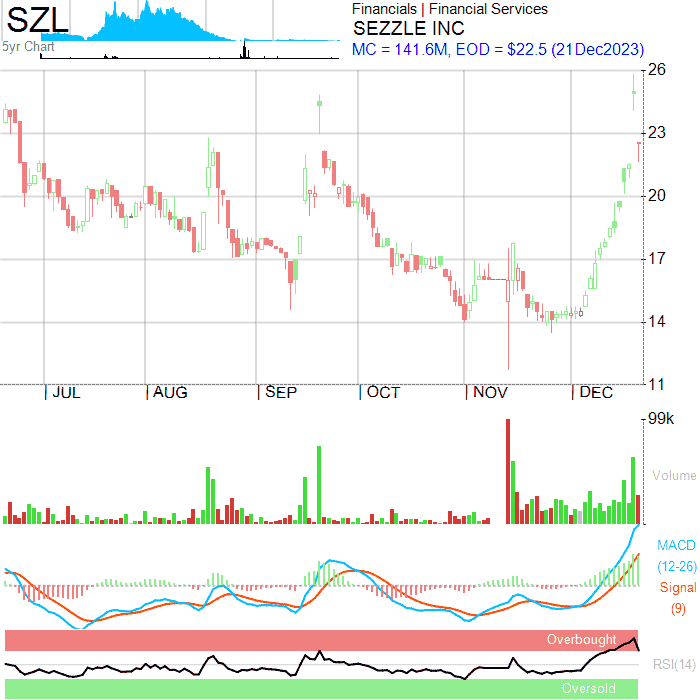 SZL
5yr Chart
Financials | Financial Services
SEZZLE INC
MC = 141.6M, EOD = $22.5 (21Dec2023)
26
23
20
17
14
11
JUL
AUG
SEP
OCT
NOV
DEC
99k
Volume
MACD
(12-26)
Signal
(9)
Overbought
RSI(14)
Oversold